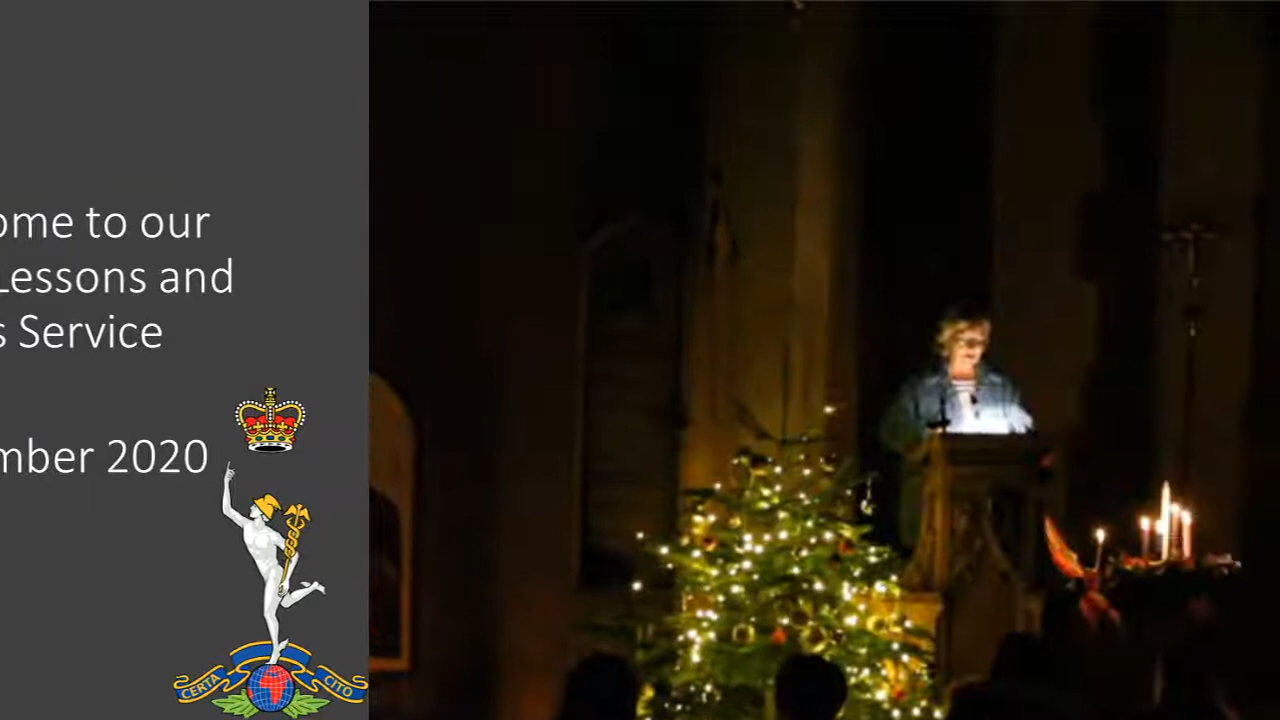 ome to our
Lessons and
s Service
mber 2020
CERTA CITO